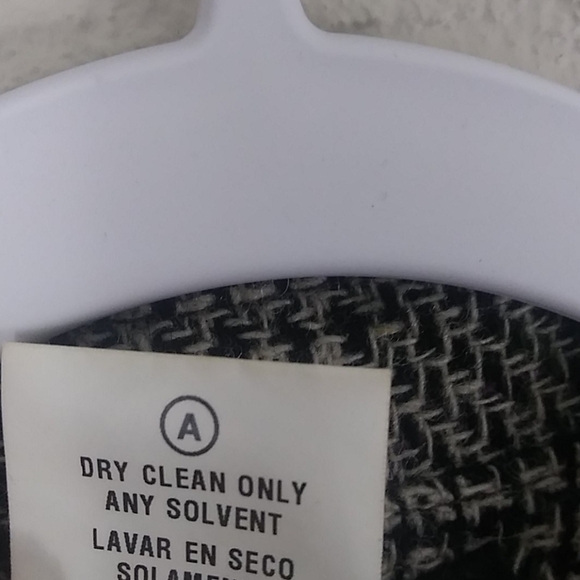 A
DRY CLEAN ONLY
ANY SOLVENT
LAVAR EN SECO